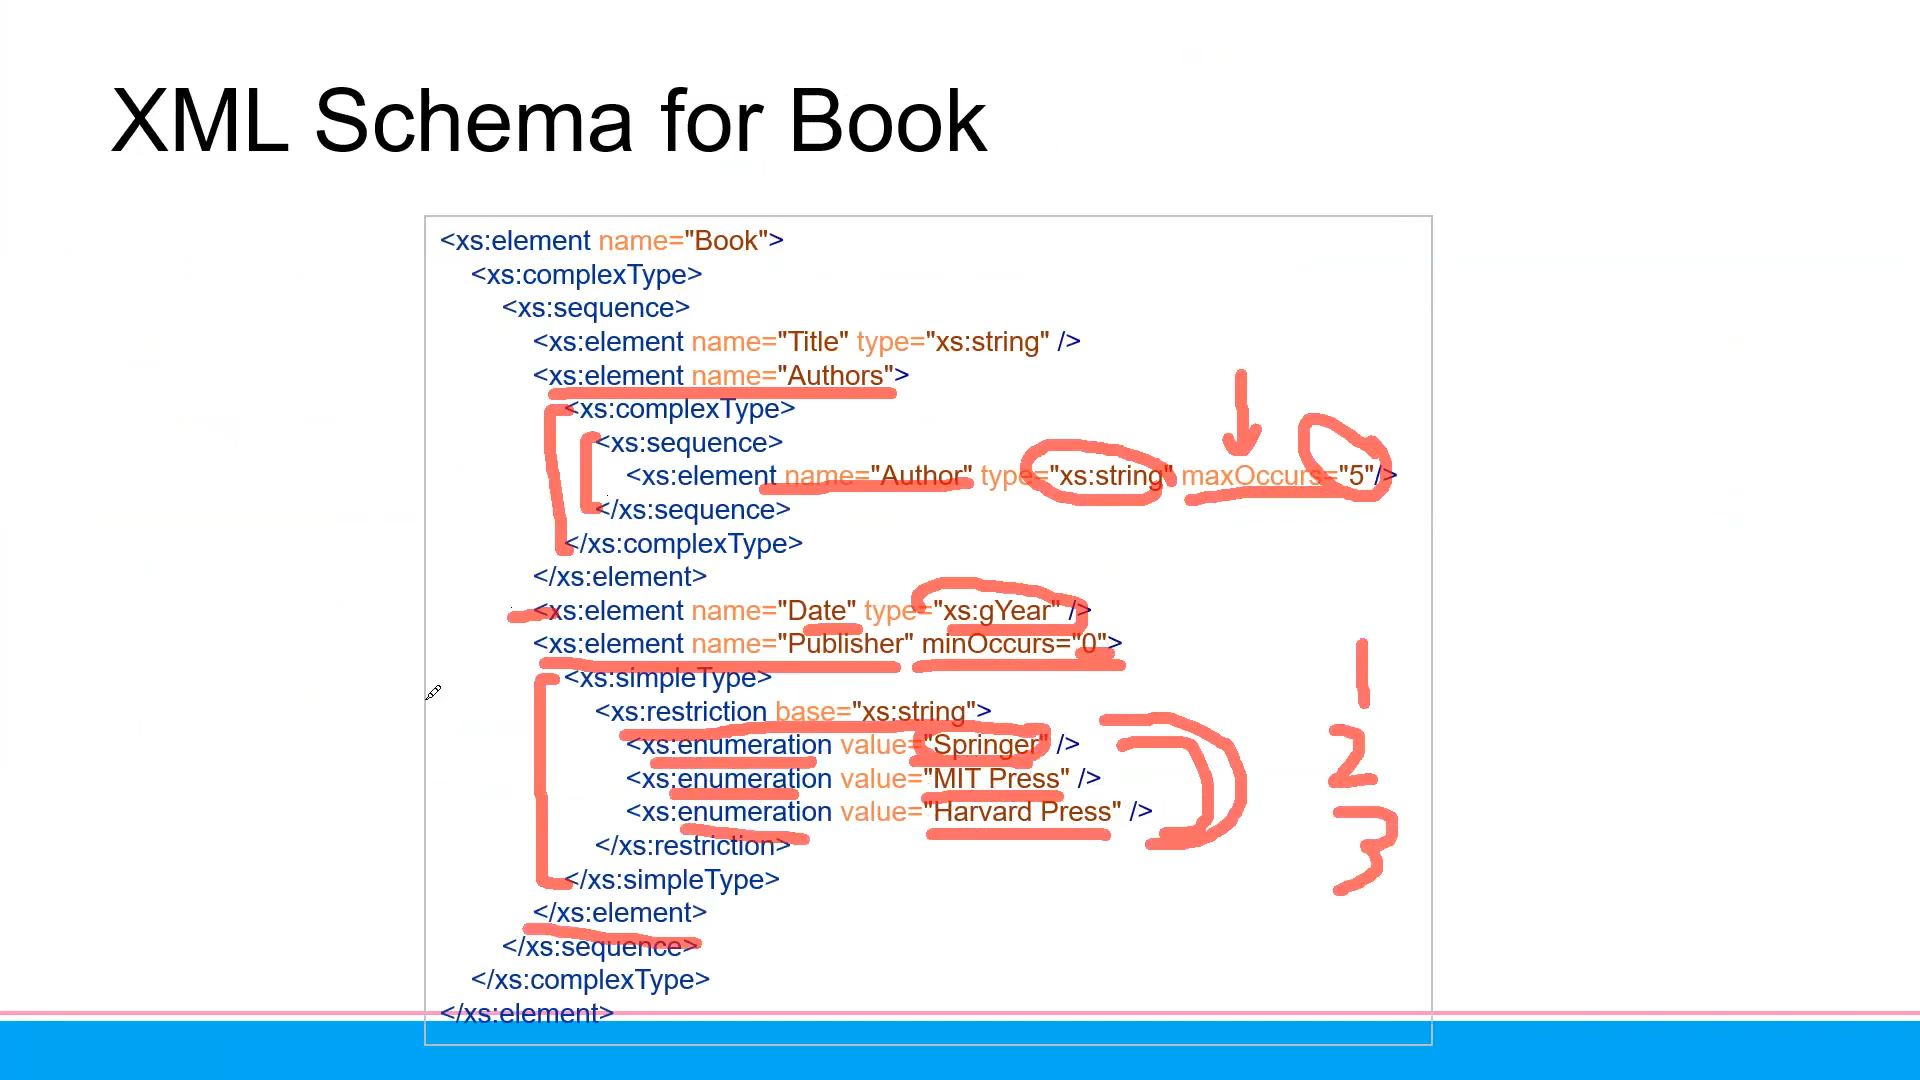 XML Schema for Book
<xs:element name="Book">
<xs:complexType>
<xs:sequence>
<xs:element name="Title" type="xs:string" />
<xs:element name="Authors">
<xs:complexType>
<xs:sequence>
<xs:element name="Author" type="xs:string" maxOccurs="5"/>
</xs:sequence>
</xs:complexType>
</xs:element>
<xs:element name="Date" type="xs:gYear" />
<xs:element name="Publisher" minOccurs="0">
<xs:simpleType>
<xs:restriction base="xs:string">
<xs:enumeration value="Springer" />
<xs:enumeration value="MIT Press" />
<xs:enumeration value="Harvard Press" />
</xs:restriction>
</xs:simpleType>
</xs:element>
</xs:sequence>
</xs:complexType>
</xs:element>
1
2
3